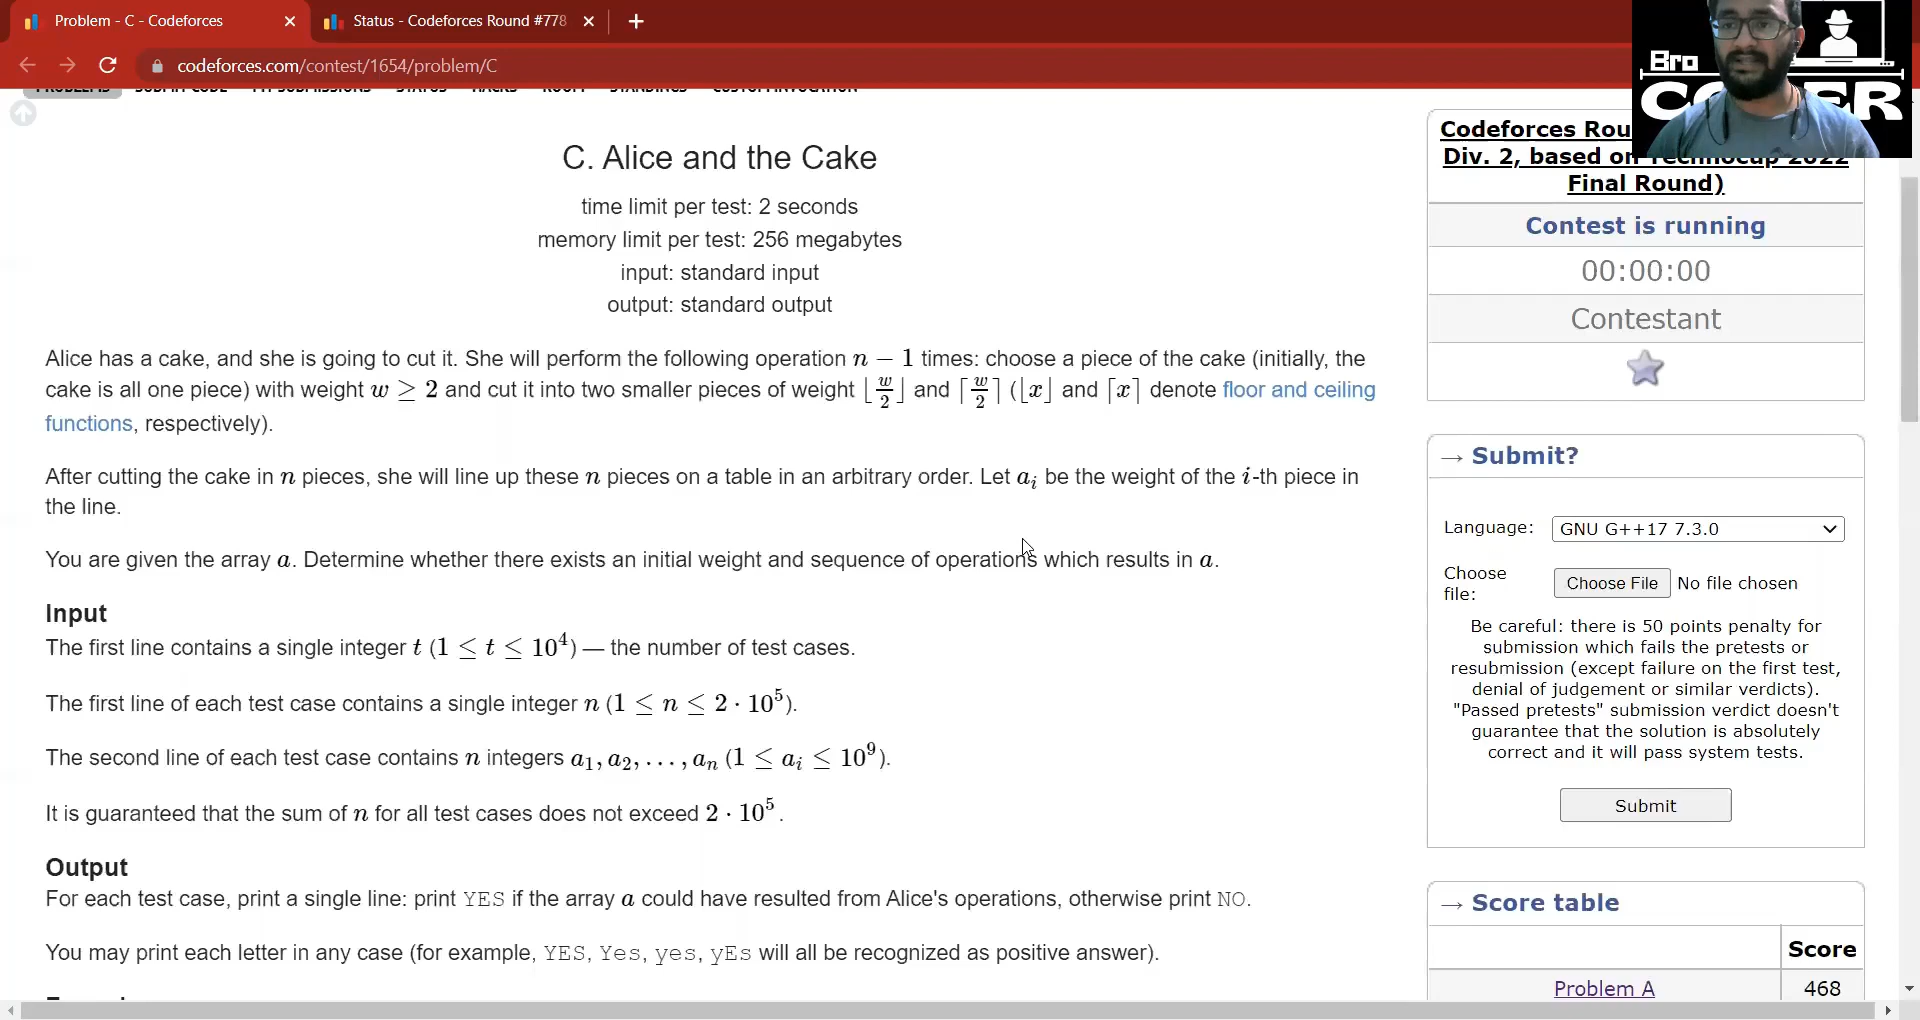 Problem - C - Codeforces
Status - Codeforces Round #778
codeforces.com/contest/1654/problem/C
PROBLEMS SUBMIT CODE MY SUBMISSIONS STATUS HACKS ROOM STANDINGS CUSTOM INVOCATION
Bro
C. Alice and the Cake
time limit per test: 2 seconds
memory limit per test: 256 megabytes
input: standard input
output: standard output
Alice has a cake, and she is going to cut it. She will perform the following operation n − 1 times: choose a piece of the cake (initially, the
cake is all one piece) with weight w ≥ 2 and cut it into two smaller pieces of weight ⌊w/2⌋ and ⌈w/2⌉ (⌊x⌋ and ⌈x⌉ denote floor and ceiling
functions, respectively).
After cutting the cake in n pieces, she will line up these n pieces on a table in an arbitrary order. Let a_i be the weight of the i-th piece in
the line.
You are given the array a. Determine whether there exists an initial weight and sequence of operations which results in a.
Input
The first line contains a single integer t (1 ≤ t ≤ 10^4) — the number of test cases.
The first line of each test case contains a single integer n (1 ≤ n ≤ 2 · 10^5).
The second line of each test case contains n integers a_1, a_2, …, a_n (1 ≤ a_i ≤ 10^9).
It is guaranteed that the sum of n for all test cases does not exceed 2 · 10^5.
Output
For each test case, print a single line: print YES if the array a could have resulted from Alice's operations, otherwise print NO.
You may print each letter in any case (for example, YES, Yes, yes, yEs will all be recognized as positive answer).
Codeforces
Div. 2, based on Technocup 2022
Final Round)
Contest is running
00:00:00
Contestant
→ Submit?
Language: GNU G++17 7.3.0
Choose
file:
Choose File No file chosen
Be careful: there is 50 points penalty for
submission which fails the pretests or
resubmission (except failure on the first test,
denial of judgement or similar verdicts).
"Passed pretests" submission verdict doesn't
guarantee that the solution is absolutely
correct and it will pass system tests.
Submit
→ Score table
Score
Problem A 468